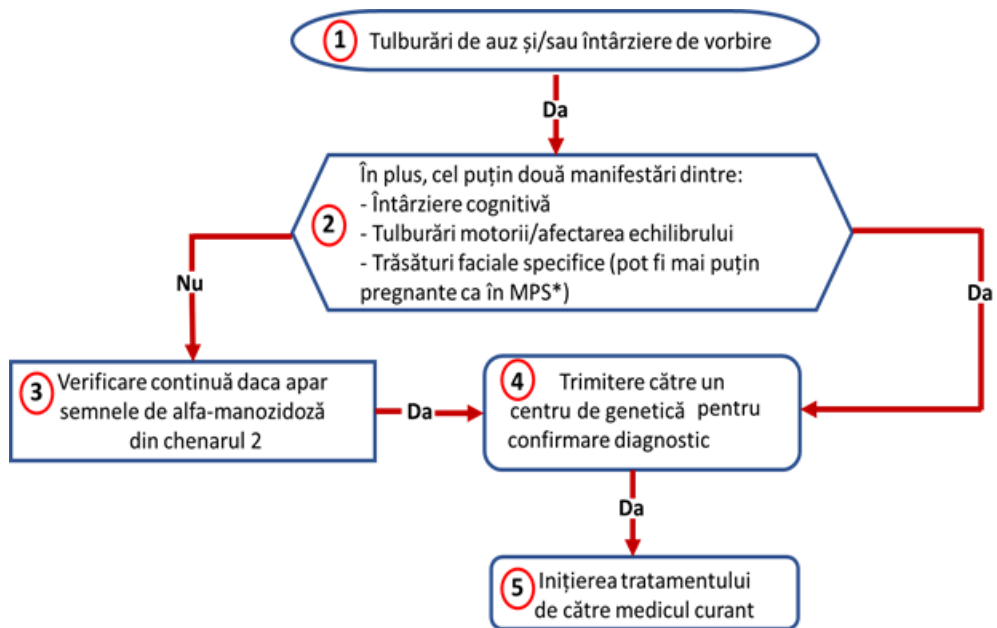 1 Tulburări de auz și/sau întârziere de vorbire
Da
În plus, cel puțin două manifestări dintre:
- Întârziere cognitivă
2 - Tulburări motorii/afectarea echilibrului
- Trăsături faciale specifice (pot fi mai puțin
pregnante ca în MPS*)
Nu
Da
3 Verificare continuă daca apar
semnele de alfa-manozidoză
din chenarul 2
Da
4 Trimitere către un
centru de genetică pentru
confirmare diagnostic
Da
5 Inițierea tratamentului
de către medicul curant